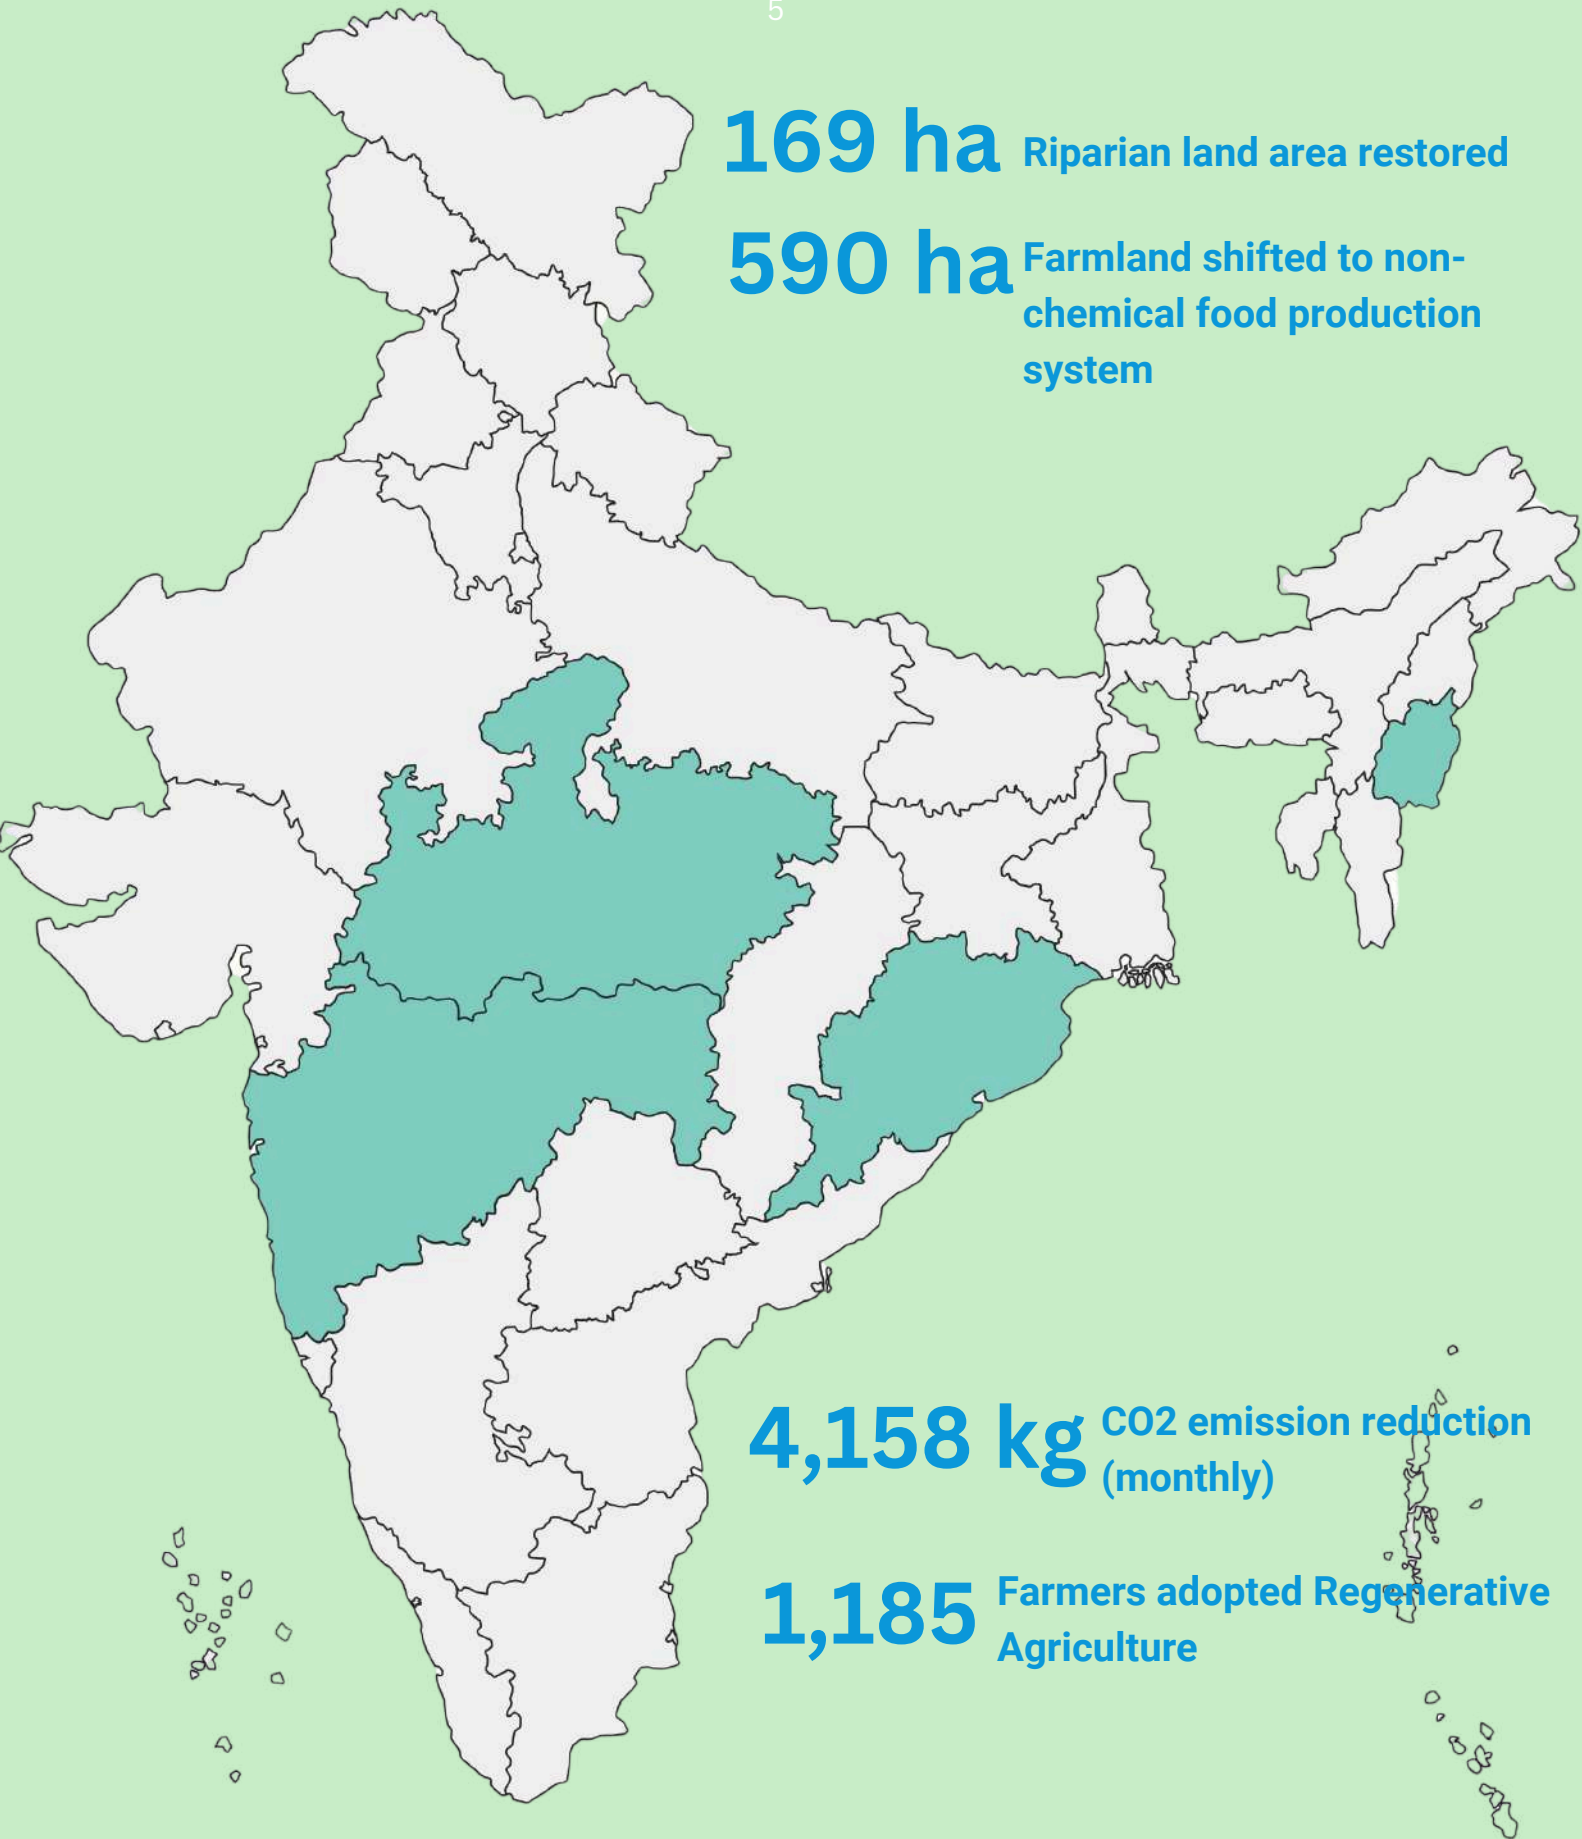 5
169 ha Riparian land area restored
590 ha Farmland shifted to non-
chemical food production
system
4,158 kg CO2 emission reduction
(monthly)
1,185 Farmers adopted Regenerative
Agriculture